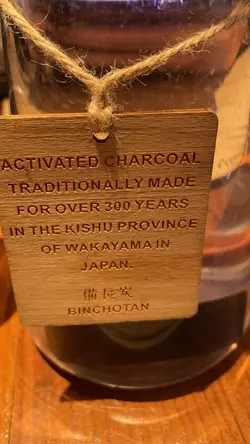 ACTIVATED CHARCOAL
TRADITIONALLY MADE
FOR OVER 300 YEARS
IN THE KISHU PROVINCE
OF WAKAYAMA IN
JAPAN.
備長炭
BINCHOTAN